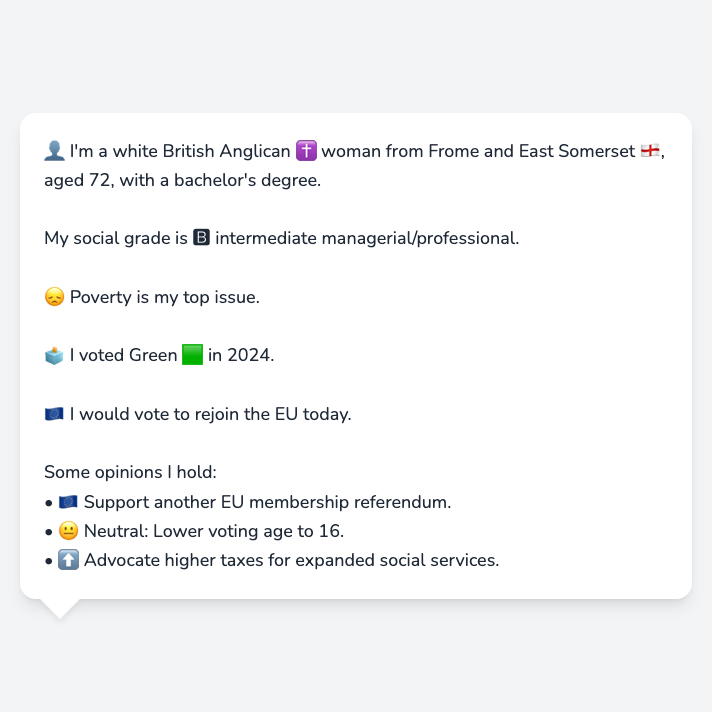 👤 I'm a white British Anglican ✝️ woman from Frome and East Somerset 🏴󠁧󠁢󠁥󠁮󠁧󠁿,
aged 72, with a bachelor's degree.
My social grade is 🅱 intermediate managerial/professional.
😞 Poverty is my top issue.
🗳️ I voted Green 🟩 in 2024.
🇪🇺 I would vote to rejoin the EU today.
Some opinions I hold:
• 🇪🇺 Support another EU membership referendum.
• 😐 Neutral: Lower voting age to 16.
• ⬆️ Advocate higher taxes for expanded social services.